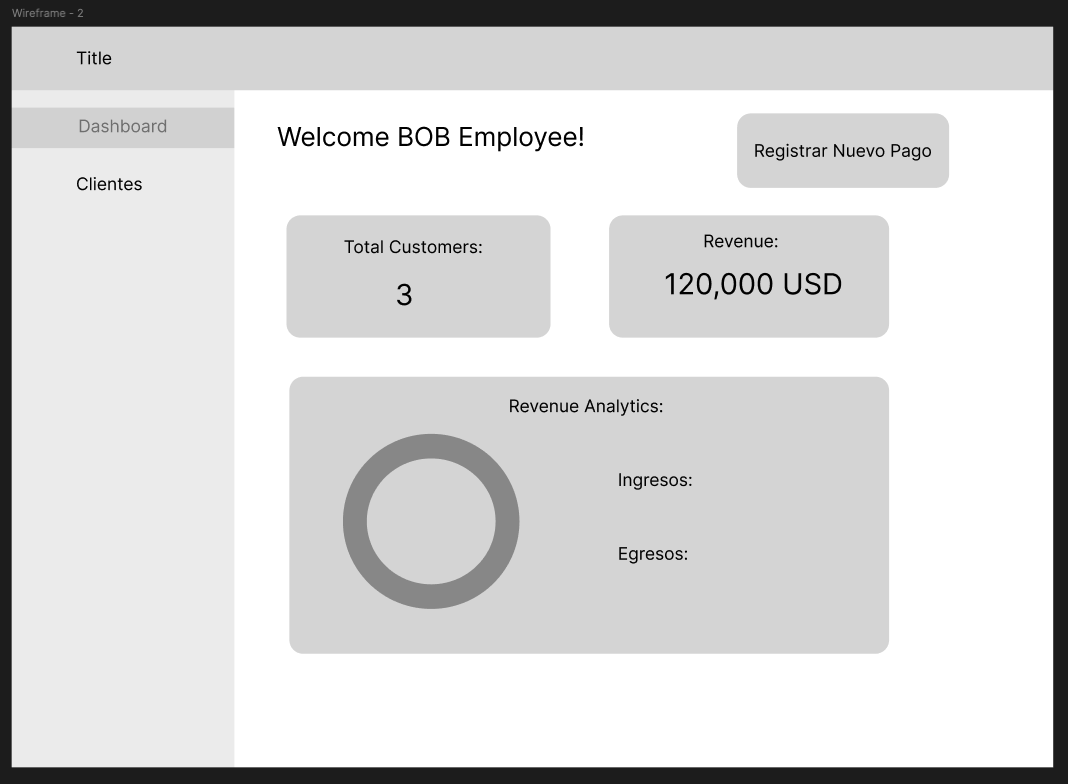 Wireframe - 2
Title
Dashboard
Clientes
Welcome BOB Employee!
Registrar Nuevo Pago
Total Customers:
3
Revenue:
120,000 USD
Revenue Analytics:
Ingresos:
Egresos: